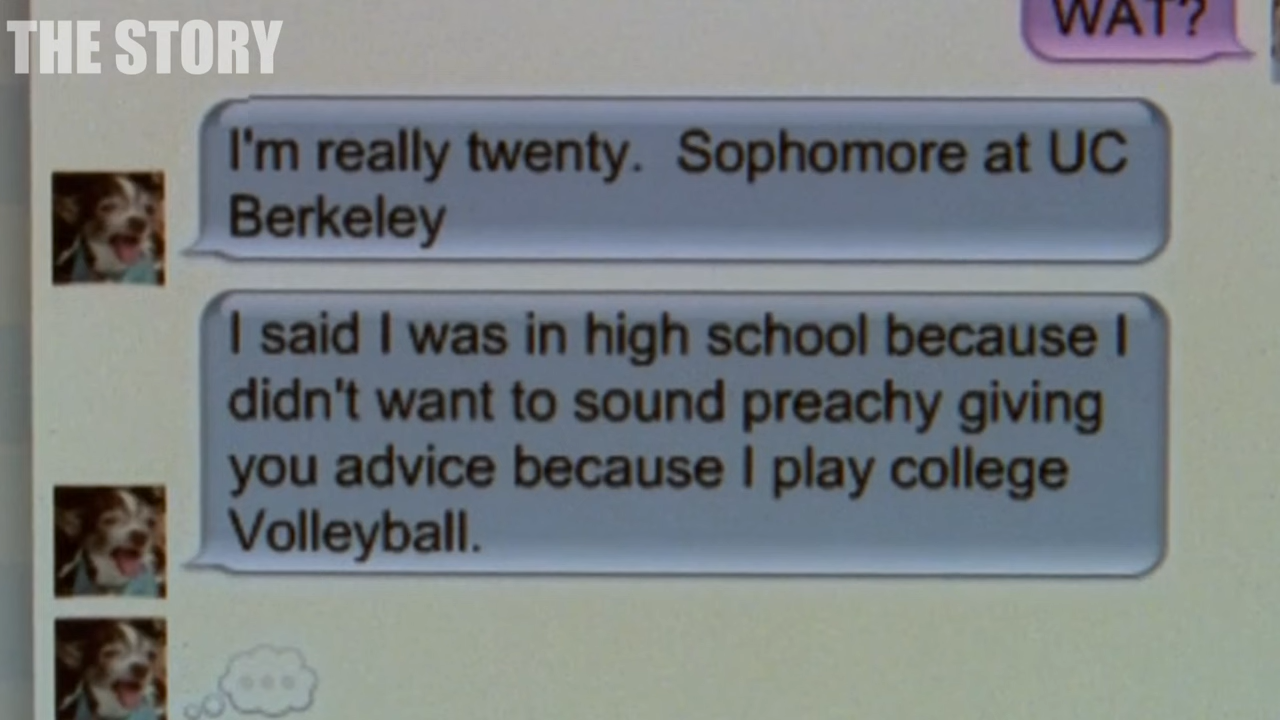 THE STORY
WAT?
I'm really twenty. Sophomore at UC
Berkeley
I said I was in high school because I
didn't want to sound preachy giving
you advice because I play college
Volleyball.